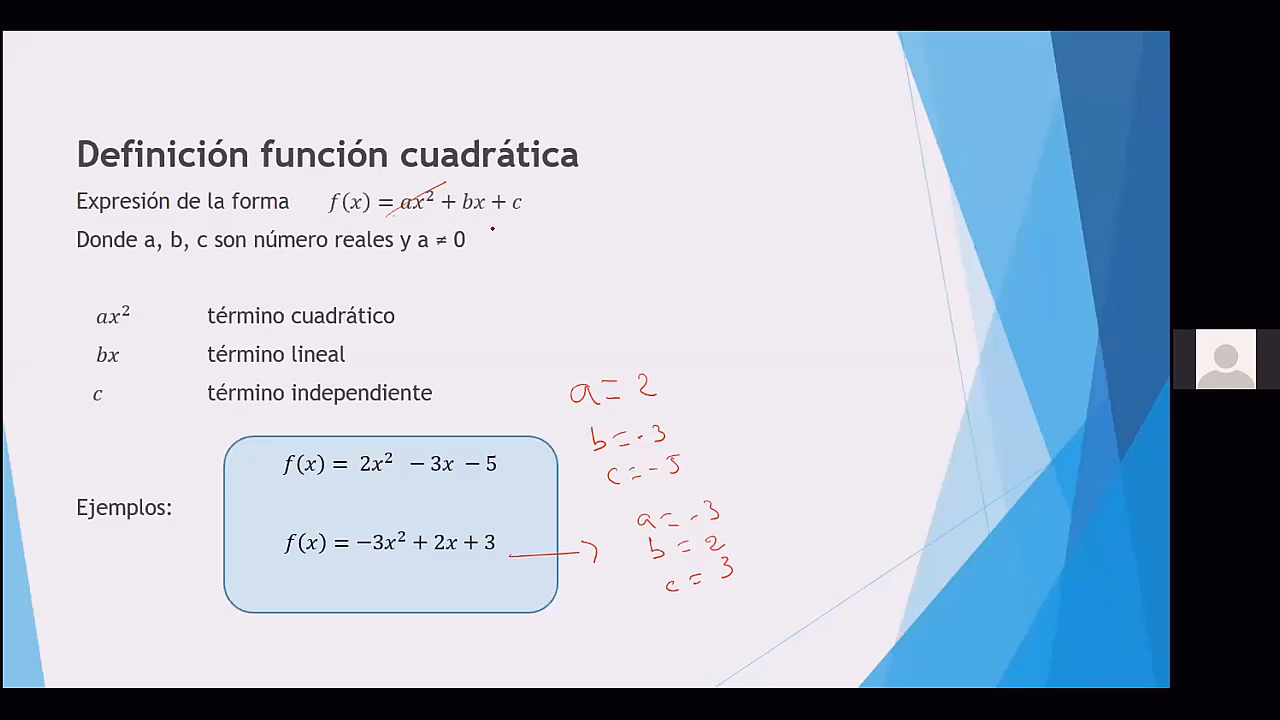 Definición función cuadrática
Expresión de la forma f(x) = ax² + bx + c
Donde a, b, c son número reales y a ≠ 0
ax² término cuadrático
bx término lineal
c término independiente
a = 2
b = -3
c = -5
f(x) = 2x² − 3x − 5
Ejemplos:
f(x) = −3x² + 2x + 3
a = -3
b = 2
c = 3